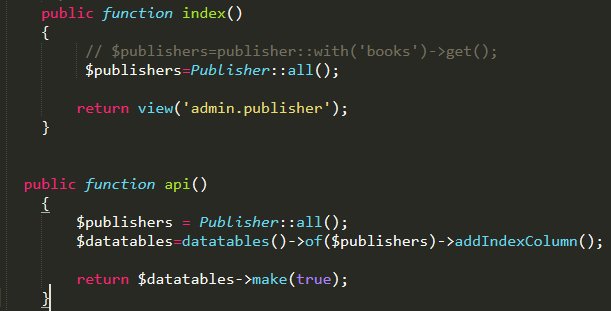 public function index()
{
// $publishers=publisher::with('books')->get();
$publishers=Publisher::all();
return view('admin.publisher');
}
public function api()
{
$publishers = Publisher::all();
$datatables=datatables()->of($publishers)->addIndexColumn();
return $datatables->make(true);
}